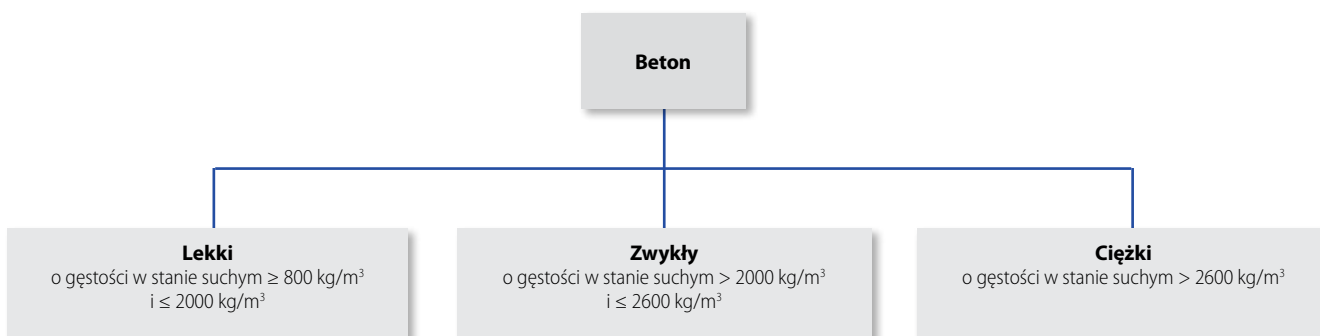 Beton
Lekki
o gęstości w stanie suchym ≥ 800 kg/m³
i ≤ 2000 kg/m³
Zwykły
o gęstości w stanie suchym > 2000 kg/m³
i ≤ 2600 kg/m³
Ciężki
o gęstości w stanie suchym > 2600 kg/m³